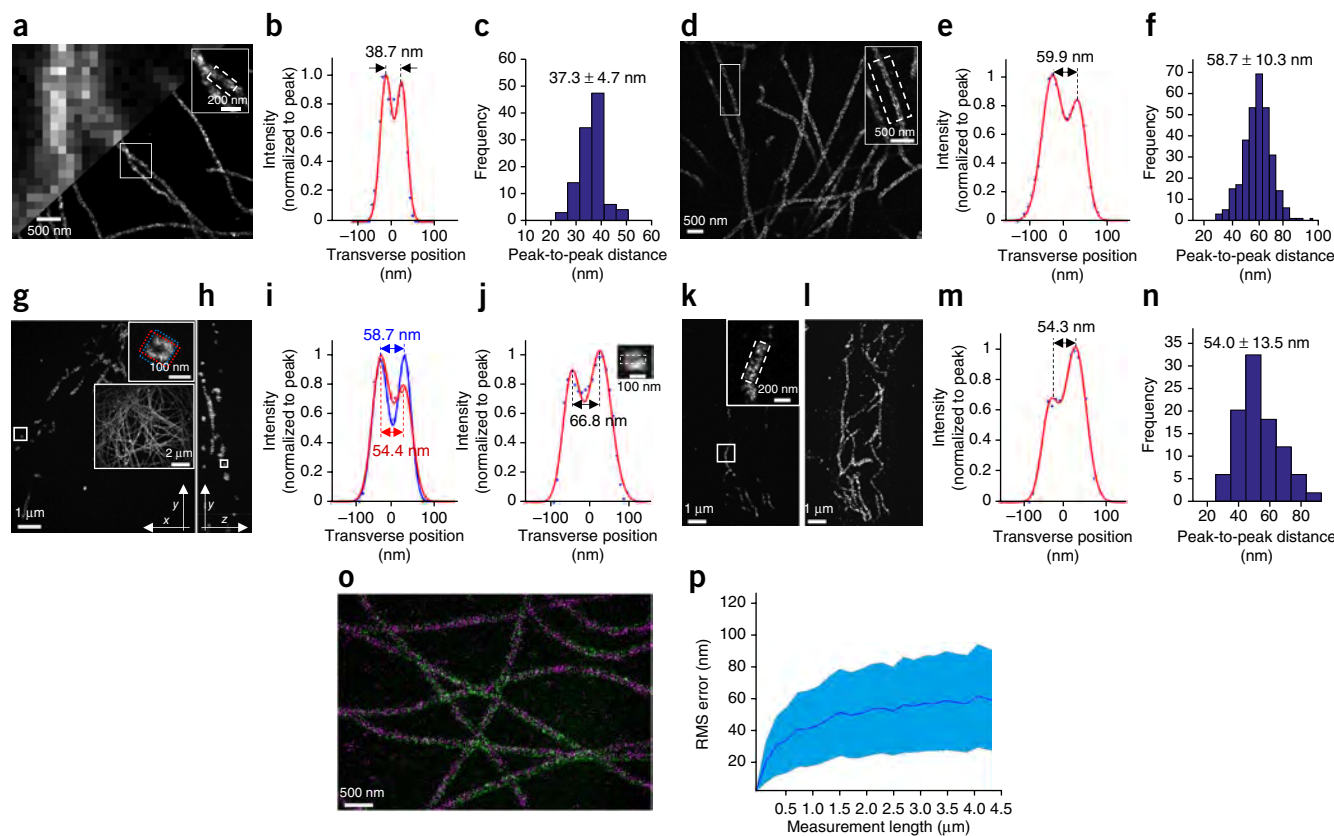 a
200 nm
500 nm
b
38.7 nm
Intensity
(normalized to peak)
1
0.8
0.6
0.4
0.2
0
−100 0 100
Transverse position
(nm)
c
37.3 ± 4.7 nm
Frequency
60
50
40
30
20
10
0
10 20 30 40 50 60
Peak-to-peak distance
(nm)
d
500 nm
500 nm
e
59.9 nm
Intensity
(normalized to peak)
1
0.8
0.6
0.4
0.2
0
−100 0 100
Transverse position
(nm)
f
58.7 ± 10.3 nm
Frequency
70
60
50
40
30
20
10
0
20 40 60 80 100
Peak-to-peak distance
(nm)
g
100 nm
2 µm
1 µm
x
y
h
y
z
i
58.7 nm
54.4 nm
Intensity
(normalized to peak)
1
0.8
0.6
0.4
0.2
0
−100 0 100
Transverse position
(nm)
j
100 nm
66.8 nm
Intensity
(normalized to peak)
1
0.8
0.6
0.4
0.2
0
−100 0 100
Transverse position
(nm)
k
200 nm
1 µm
l
1 µm
m
54.3 nm
Intensity
(normalized to peak)
1
0.8
0.6
0.4
0.2
0
−100 0 100
Transverse position
(nm)
n
54.0 ± 13.5 nm
Frequency
35
30
25
20
15
10
5
0
20 40 60 80
Peak-to-peak distance
(nm)
o
500 nm
p
RMS error (nm)
120
100
80
60
40
20
0.5 1.0 1.5 2.0 2.5 3.0 3.5 4.0 4.5
Measurement length (µm)